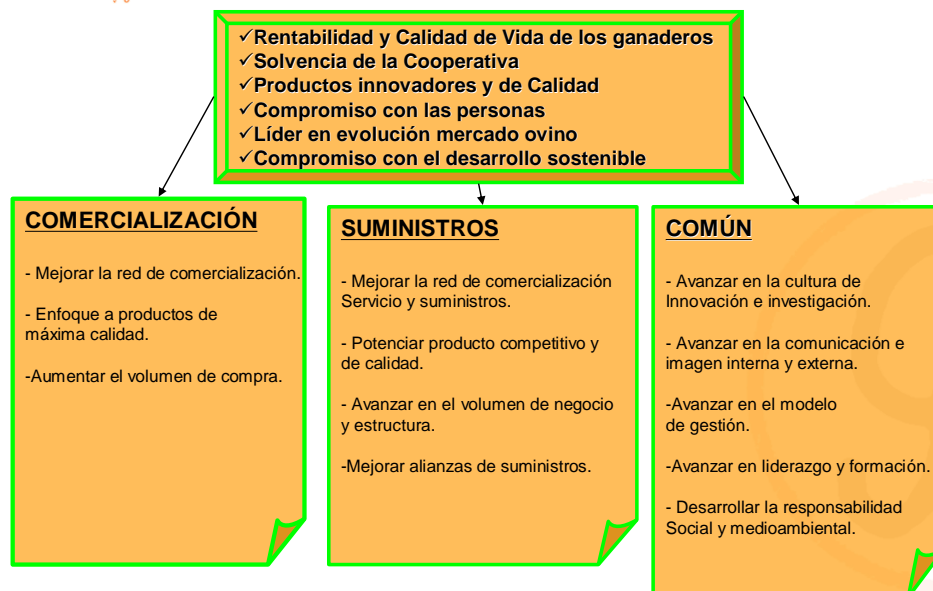 ✓Rentabilidad y Calidad de Vida de los ganaderos
✓Solvencia de la Cooperativa
✓Productos innovadores y de Calidad
✓Compromiso con las personas
✓Líder en evolución mercado ovino
✓Compromiso con el desarrollo sostenible
COMERCIALIZACIÓN
- Mejorar la red de comercialización.
- Enfoque a productos de
máxima calidad.
-Aumentar el volumen de compra.
SUMINISTROS
- Mejorar la red de comercialización
Servicio y suministros.
- Potenciar producto competitivo y
de calidad.
- Avanzar en el volumen de negocio
y estructura.
-Mejorar alianzas de suministros.
COMÚN
- Avanzar en la cultura de
Innovación e investigación.
- Avanzar en la comunicación e
imagen interna y externa.
-Avanzar en el modelo
de gestión.
-Avanzar en liderazgo y formación.
- Desarrollar la responsabilidad
Social y medioambiental.